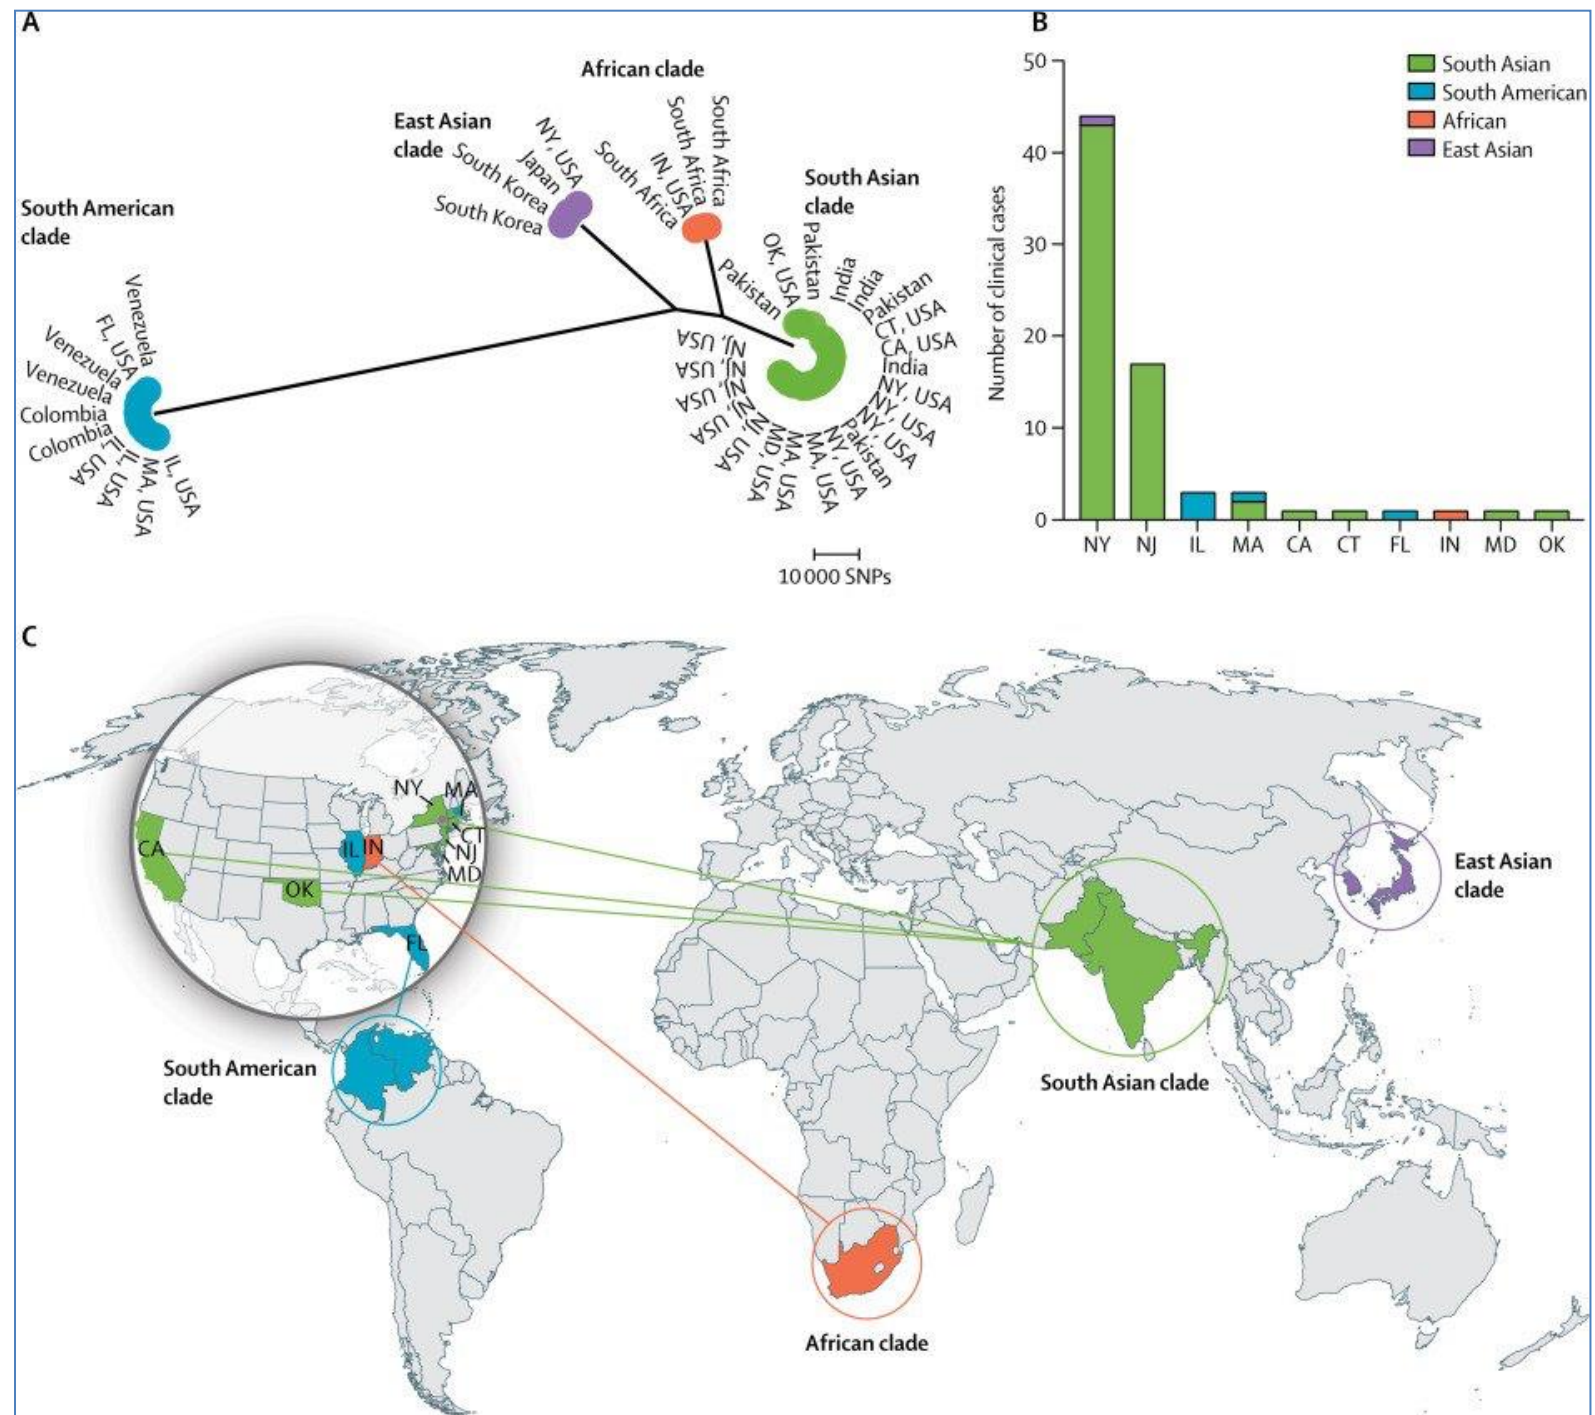 A
African clade
East Asian
clade
NY, USA
Japan
South Korea
South Korea
South Africa
IN, USA
South Africa
South Africa
South American
clade
Venezuela
FL, USA
Venezuela
Venezuela
Colombia
Colombia
IL, USA
IL, USA
MA, USA
IL, USA
South Asian
clade
Pakistan
OK, USA
Pakistan
India
India
Pakistan
CT, USA
CA, USA
India
NY, USA
NY, USA
NY, USA
Pakistan
NY, USA
MA, USA
MA, USA
MD, USA
NJ, USA
NJ, USA
NJ, USA
NJ, USA
NJ, USA
10 000 SNPs
B
Number of clinical cases
50
40
30
20
10
0
NY
NJ
IL
MA
CA
CT
FL
IN
MD
OK
South Asian
South American
African
East Asian
C
NY
MA
CT
NJ
MD
CA
IL
IN
OK
FL
East Asian
clade
South American
clade
South Asian clade
African clade